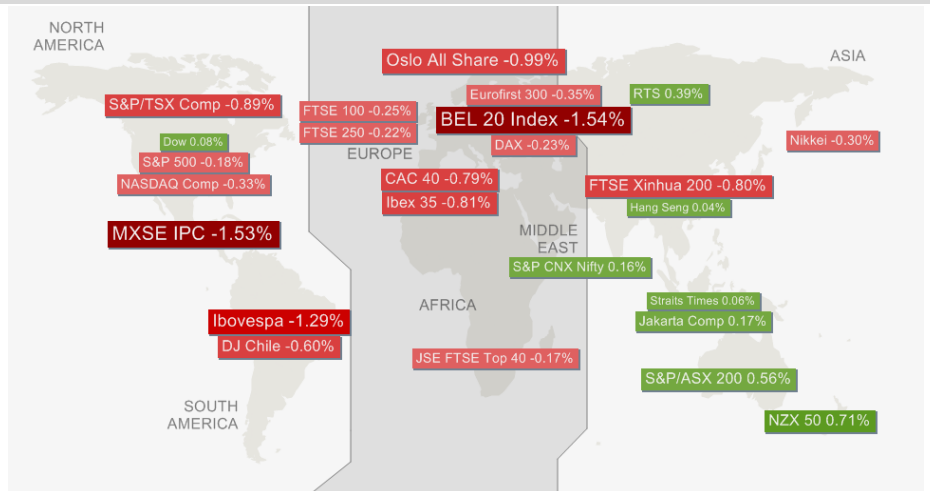 NORTH
AMERICA
S&P/TSX Comp -0.89%
Dow 0.08%
S&P 500 -0.18%
NASDAQ Comp -0.33%
MXSE IPC -1.53%
Ibovespa -1.29%
DJ Chile -0.60%
SOUTH
AMERICA
Oslo All Share -0.99%
Eurofirst 300 -0.35%
FTSE 100 -0.25%
BEL 20 Index -1.54%
FTSE 250 -0.22%
DAX -0.23%
EUROPE
CAC 40 -0.79%
Ibex 35 -0.81%
MIDDLE
EAST
S&P CNX Nifty 0.16%
AFRICA
JSE FTSE Top 40 -0.17%
ASIA
RTS 0.39%
Nikkei -0.30%
FTSE Xinhua 200 -0.80%
Hang Seng 0.04%
Straits Times 0.06%
Jakarta Comp 0.17%
S&P/ASX 200 0.56%
NZX 50 0.71%